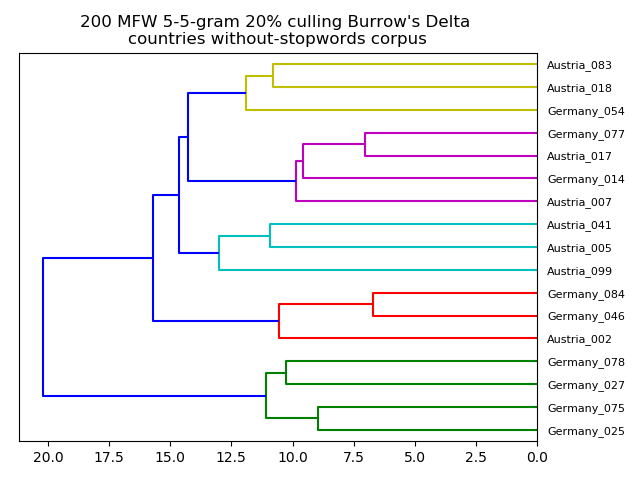 200 MFW 5-5-gram 20% culling Burrow's Delta
countries without-stopwords corpus
Austria_083
Austria_018
Germany_054
Germany_077
Austria_017
Germany_014
Austria_007
Austria_041
Austria_005
Austria_099
Germany_084
Germany_046
Austria_002
Germany_078
Germany_027
Germany_075
Germany_025
20.0 17.5 15.0 12.5 10.0 7.5 5.0 2.5 0.0